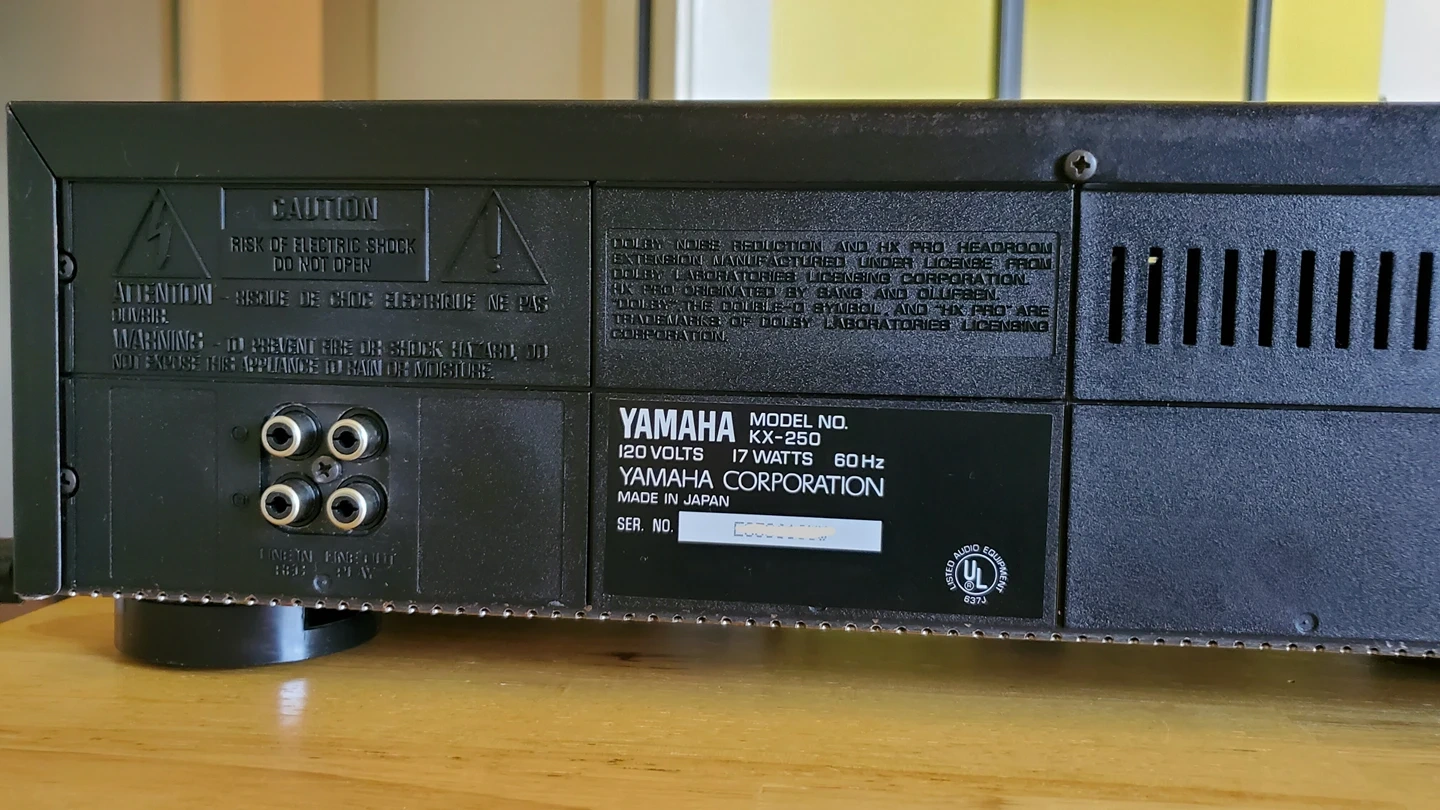 CAUTION
RISK OF ELECTRIC SHOCK
DO NOT OPEN
ATTENTION - RISQUE DE CHOC ELECTRIQUE NE PAS
OUVRIR.
WARNING - TO PREVENT FIRE OR SHOCK HAZARD, DO
NOT EXPOSE THIS APPLIANCE TO RAIN OR MOISTURE.
DOLBY NOISE REDUCTION AND HX PRO HEADROOM
EXTENSION MANUFACTURED UNDER LICENSE FROM
DOLBY LABORATORIES LICENSING CORPORATION.
HX PRO ORIGINATED BY BANG AND OLUFSEN.
"DOLBY", THE DOUBLE-D SYMBOL, AND "HX PRO" ARE
TRADEMARKS OF DOLBY LABORATORIES LICENSING
CORPORATION.
LINE IN LINE OUT
REC PLAY
YAMAHA MODEL NO.
KX-250
120 VOLTS 17 WATTS 60Hz
YAMAHA CORPORATION
MADE IN JAPAN
SER. NO.
LISTED AUDIO EQUIPMENT
UL
637J